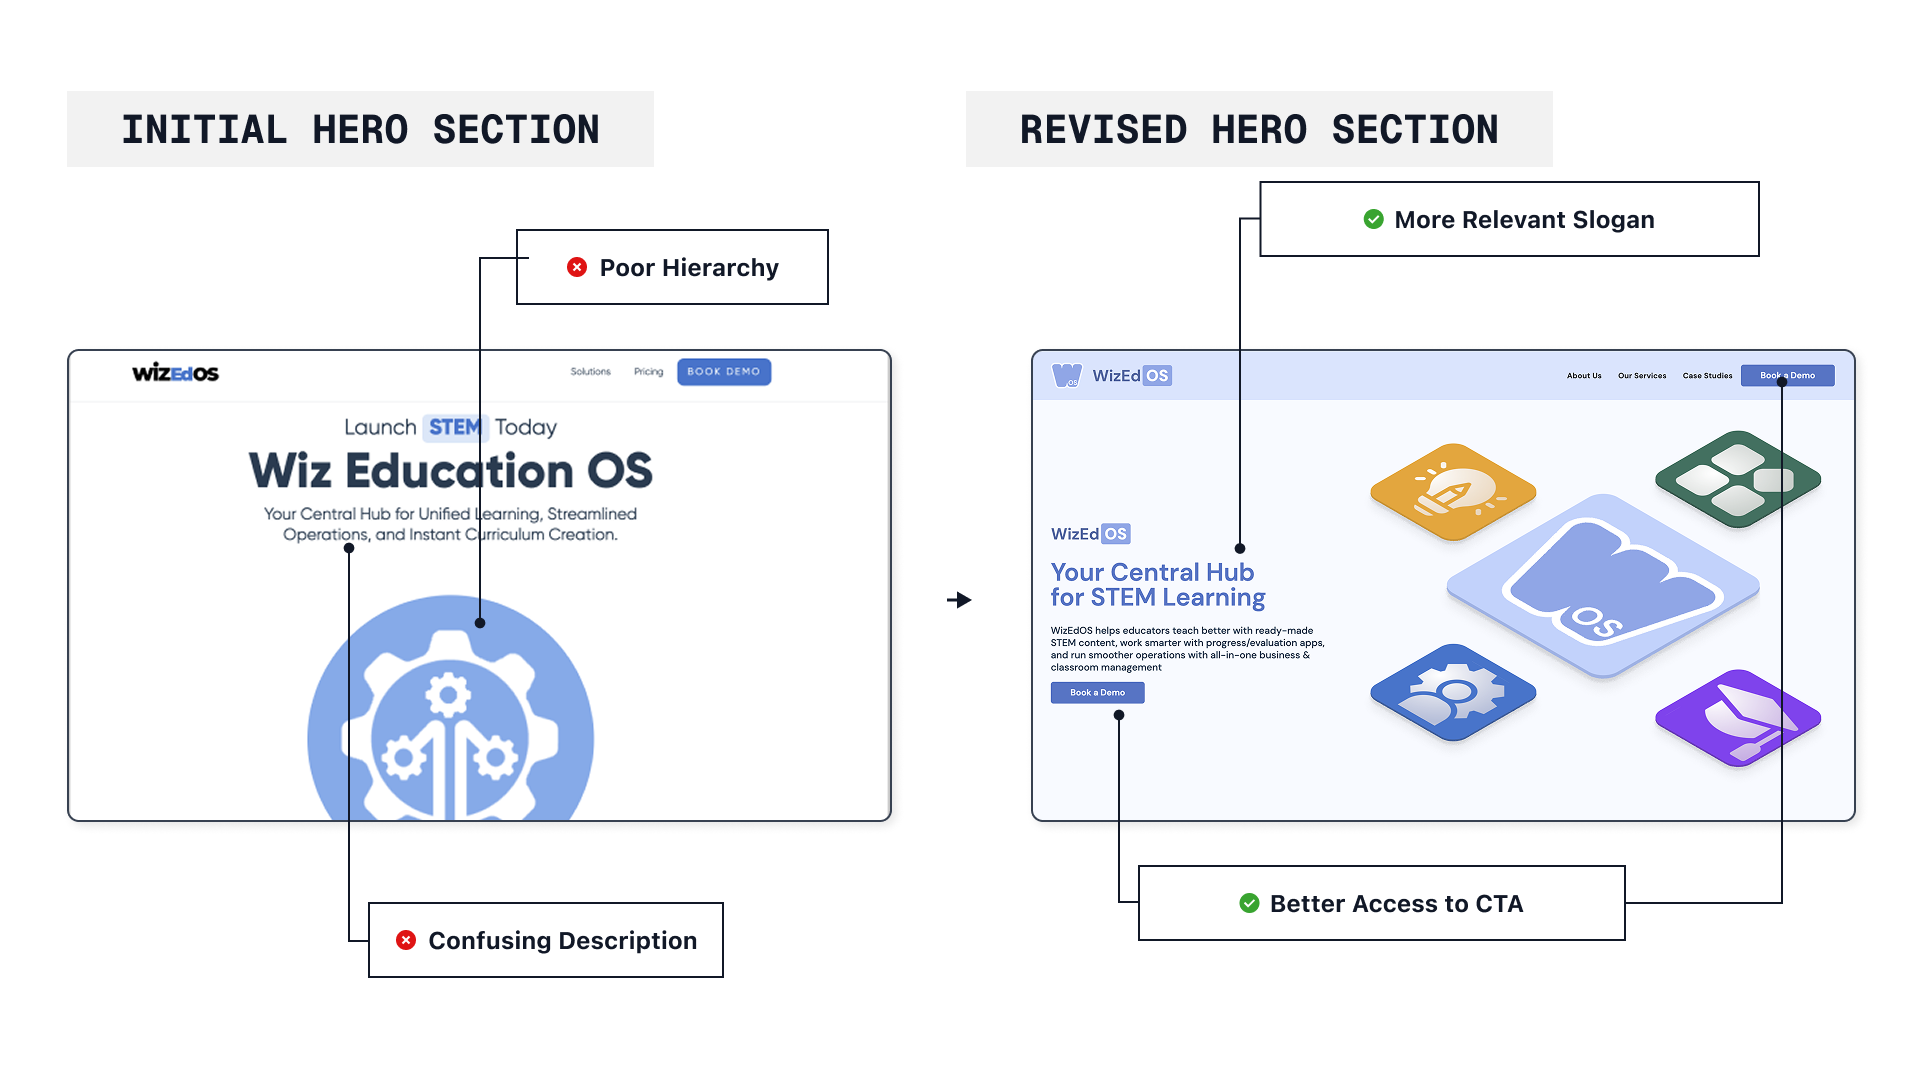 INITIAL HERO SECTION
Poor Hierarchy
WizEdOS
Solutions
Pricing
BOOK DEMO
Launch STEM Today
Wiz Education OS
Your Central Hub for Unified Learning, Streamlined
Operations, and Instant Curriculum Creation.
Confusing Description
REVISED HERO SECTION
More Relevant Slogan
OS
WizEd OS
About Us
Our Services
Case Studies
Book a Demo
WizEd OS
Your Central Hub
for STEM Learning
WizEdOS helps educators teach better with ready-made
STEM content, work smarter with progress/evaluation apps,
and run smoother operations with all-in-one business &
classroom management
Book a Demo
OS
Better Access to CTA